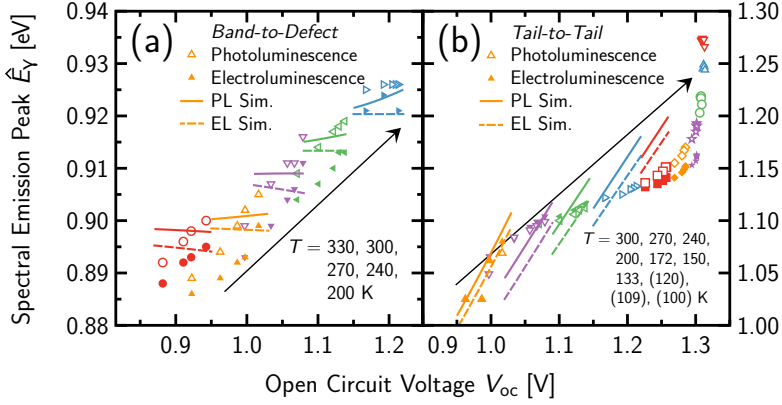 Spectral Emission Peak Êγ [eV]
0.94
0.93
0.92
0.91
0.90
0.89
0.88
(a)
Band-to-Defect
Photoluminescence
Electroluminescence
PL Sim.
EL Sim.
T = 330, 300,
270, 240,
200 K
0.9 1.0 1.1 1.2
(b)
Tail-to-Tail
Photoluminescence
Electroluminescence
PL Sim.
EL Sim.
T = 300, 270, 240,
200, 172, 150,
133, (120),
(109), (100) K
1.0 1.1 1.2 1.3
1.30
1.25
1.20
1.15
1.10
1.05
1.00
Open Circuit Voltage Voc [V]